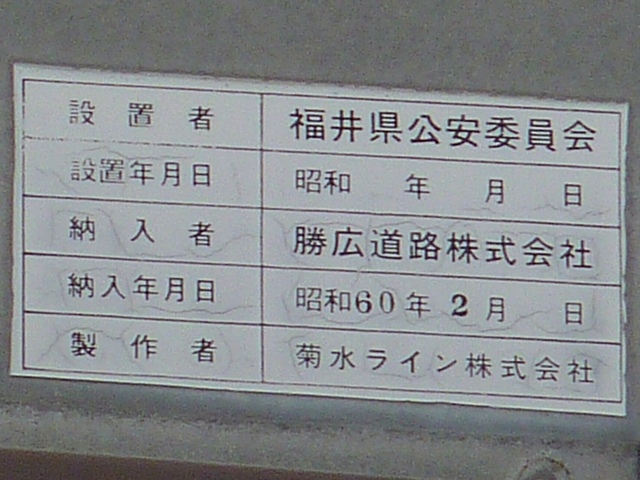 設置者 福井県公安委員会
設置年月日 昭和 年 月 日
納入者 勝広道路株式会社
納入年月日 昭和60年 2月 日
製作者 菊水ライン株式会社